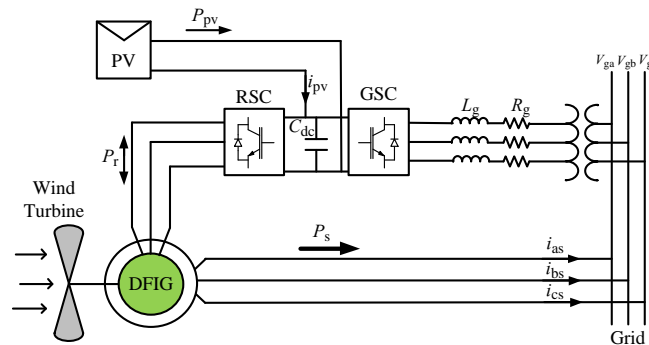 P_pv
PV
i_pv
V_ga V_gb V_g
RSC
GSC
L_g
R_g
C_dc
P_r
Wind
Turbine
P_s
i_as
i_bs
i_cs
DFIG
Grid